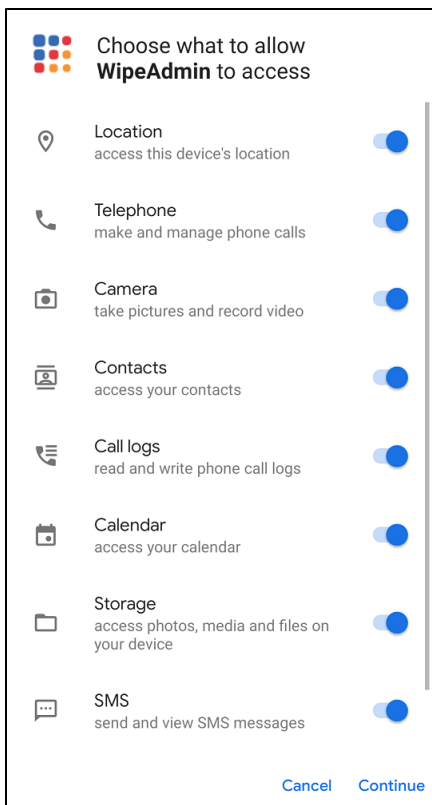 Choose what to allow
WipeAdmin to access
Location
access this device's location
Telephone
make and manage phone calls
Camera
take pictures and record video
Contacts
access your contacts
Call logs
read and write phone call logs
Calendar
access your calendar
Storage
access photos, media and files on
your device
SMS
send and view SMS messages
Cancel Continue